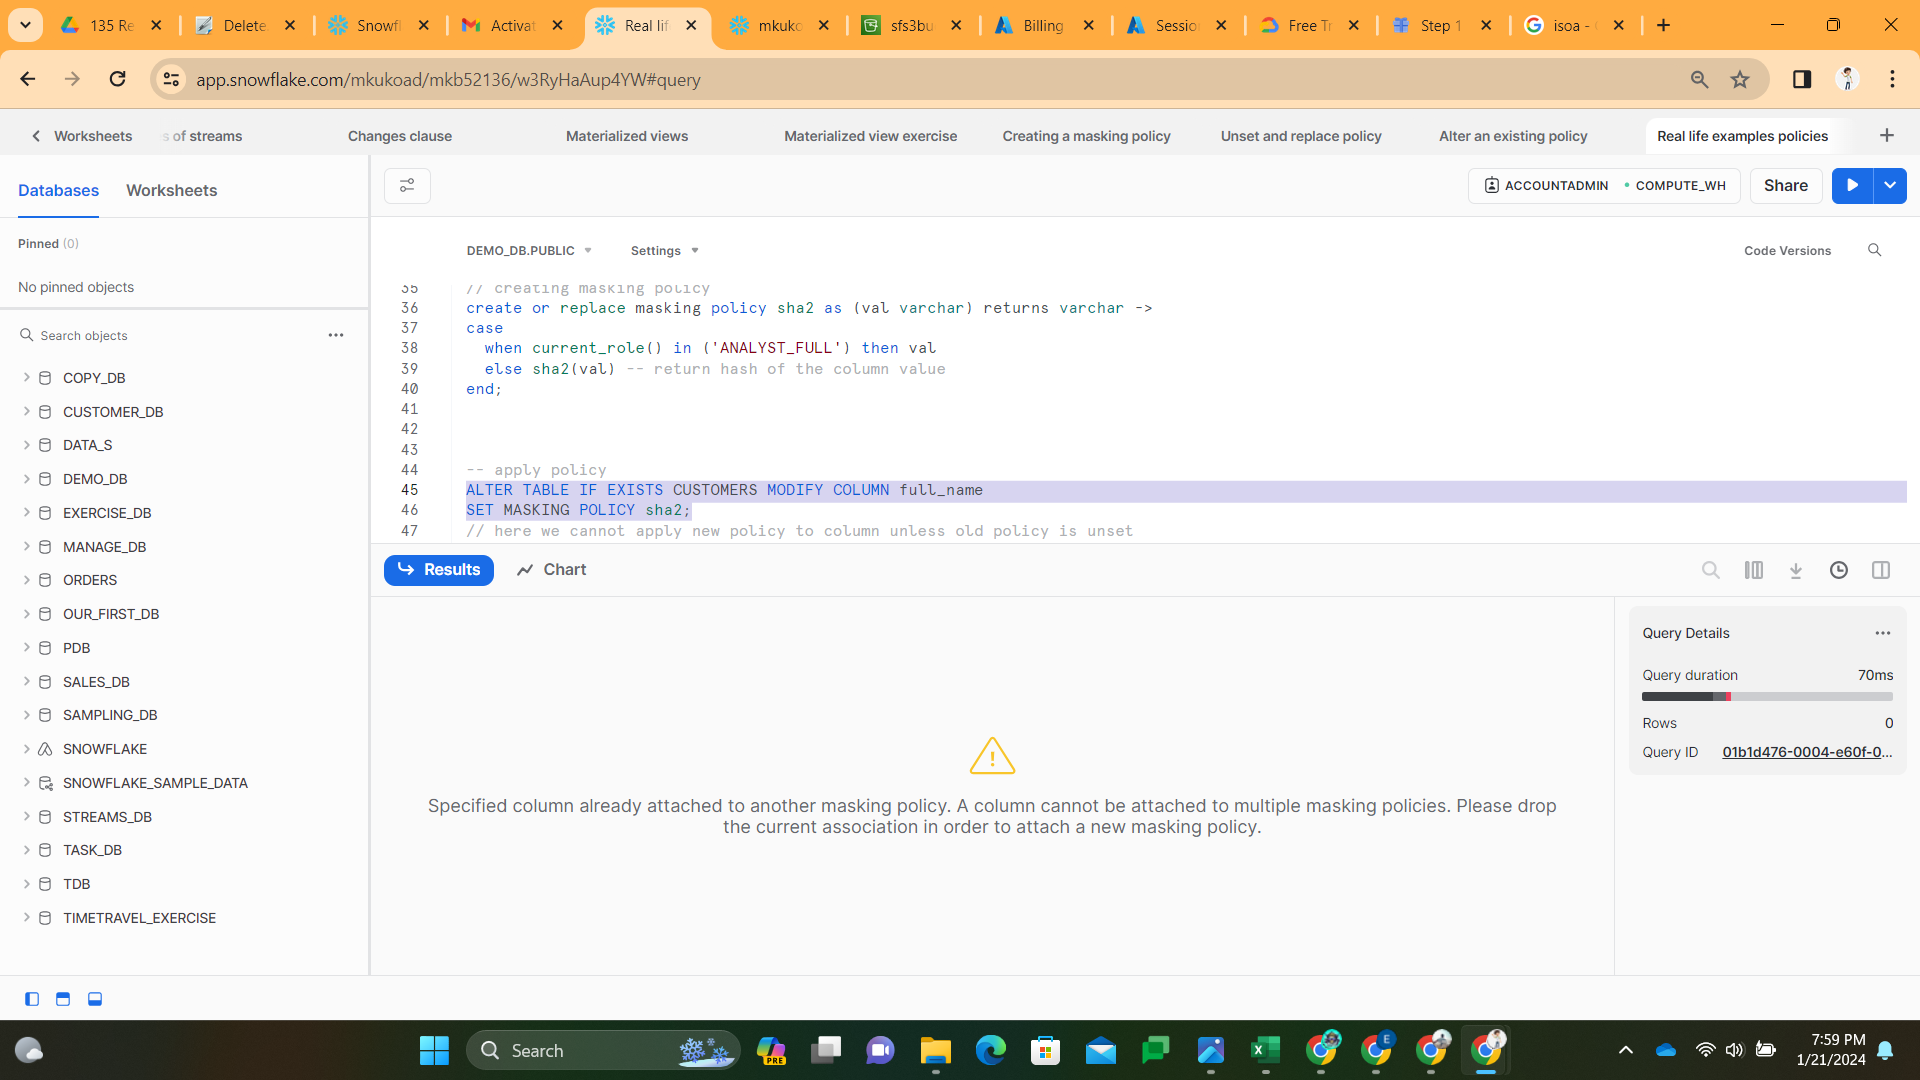 135 Re
Delete
Snowfl
Activat
Real lif
mkuko
sfs3bu
Billing
Sessio
Free Tr
Step 1
isoa -
app.snowflake.com/mkukoad/mkb52136/w3RyHaAup4YW#query
Worksheets
s of streams
Changes clause
Materialized views
Materialized view exercise
Creating a masking policy
Unset and replace policy
Alter an existing policy
Real life examples policies
Databases
Worksheets
ACCOUNTADMIN
COMPUTE_WH
Share
Pinned (0)
No pinned objects
Search objects
COPY_DB
CUSTOMER_DB
DATA_S
DEMO_DB
EXERCISE_DB
MANAGE_DB
ORDERS
OUR_FIRST_DB
PDB
SALES_DB
SAMPLING_DB
SNOWFLAKE
SNOWFLAKE_SAMPLE_DATA
STREAMS_DB
TASK_DB
TDB
TIMETRAVEL_EXERCISE
DEMO_DB.PUBLIC
Settings
Code Versions
35 // creating masking policy
36 create or replace masking policy sha2 as (val varchar) returns varchar ->
37 case
38 when current_role() in ('ANALYST_FULL') then val
39 else sha2(val) -- return hash of the column value
40 end;
41
42
43
44 -- apply policy
45 ALTER TABLE IF EXISTS CUSTOMERS MODIFY COLUMN full_name
46 SET MASKING POLICY sha2;
47 // here we cannot apply new policy to column unless old policy is unset
Results
Chart
Specified column already attached to another masking policy. A column cannot be attached to multiple masking policies. Please drop
the current association in order to attach a new masking policy.
Query Details
Query duration 70ms
Rows 0
Query ID 01b1d476-0004-e60f-0...
Search
PRE
E
7:59 PM
1/21/2024